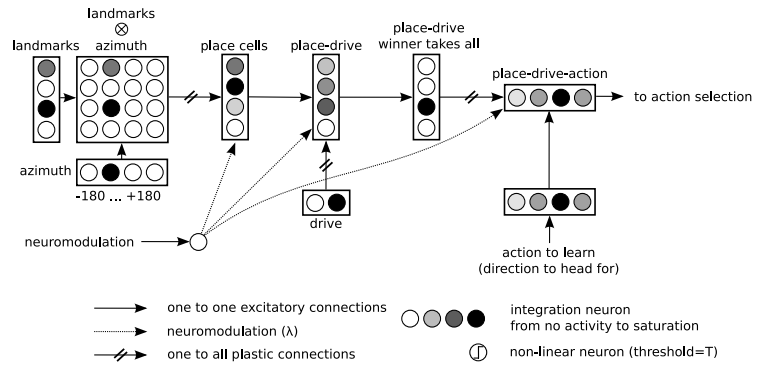 landmarks
⊗
azimuth
landmarks
place cells
place-drive
place-drive
winner takes all
place-drive-action
to action selection
azimuth
-180 ... +180
drive
neuromodulation
action to learn
(direction to head for)
one to one excitatory connections
neuromodulation (λ)
one to all plastic connections
integration neuron
from no activity to saturation
non-linear neuron (threshold=T)